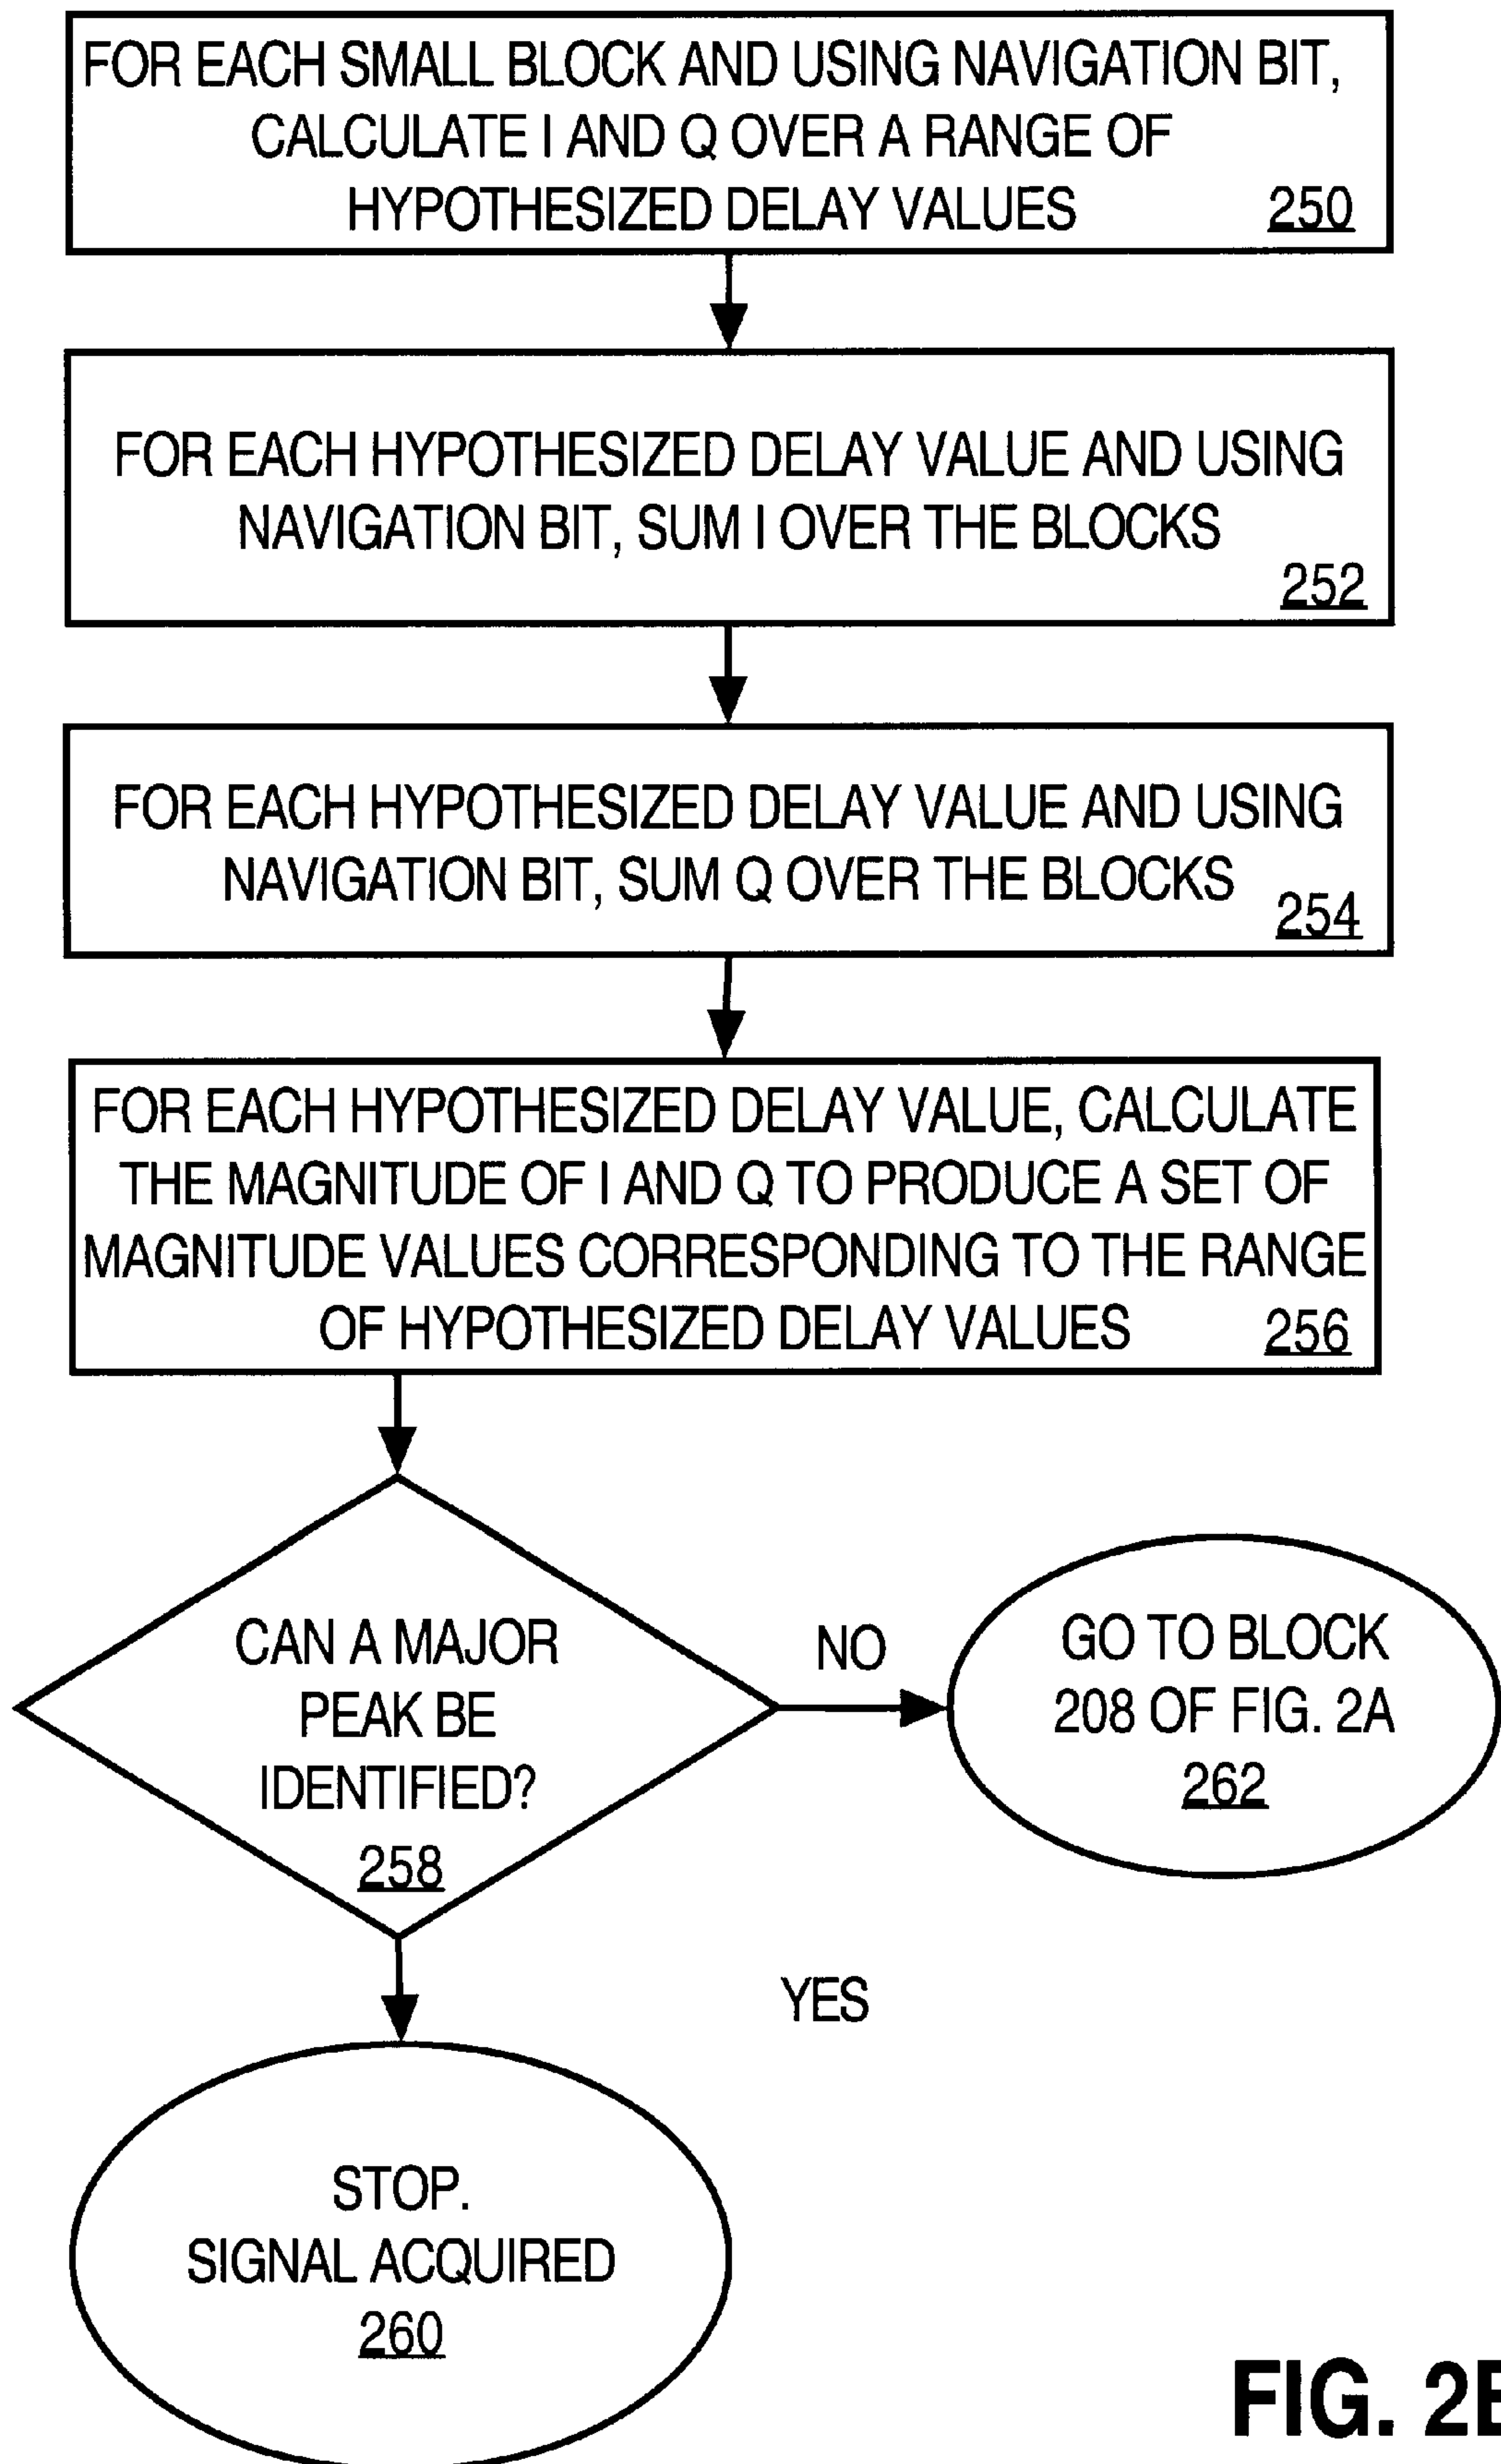 FOR EACH SMALL BLOCK AND USING NAVIGATION BIT,
CALCULATE I AND Q OVER A RANGE OF
HYPOTHESIZED DELAY VALUES 250
FOR EACH HYPOTHESIZED DELAY VALUE AND USING
NAVIGATION BIT, SUM I OVER THE BLOCKS
252
FOR EACH HYPOTHESIZED DELAY VALUE AND USING
NAVIGATION BIT, SUM Q OVER THE BLOCKS
254
FOR EACH HYPOTHESIZED DELAY VALUE, CALCULATE
THE MAGNITUDE OF I AND Q TO PRODUCE A SET OF
MAGNITUDE VALUES CORRESPONDING TO THE RANGE
OF HYPOTHESIZED DELAY VALUES 256
CAN A MAJOR
PEAK BE
IDENTIFIED?
258
NO
GO TO BLOCK
208 OF FIG. 2A
262
YES
STOP.
SIGNAL ACQUIRED
260
FIG.